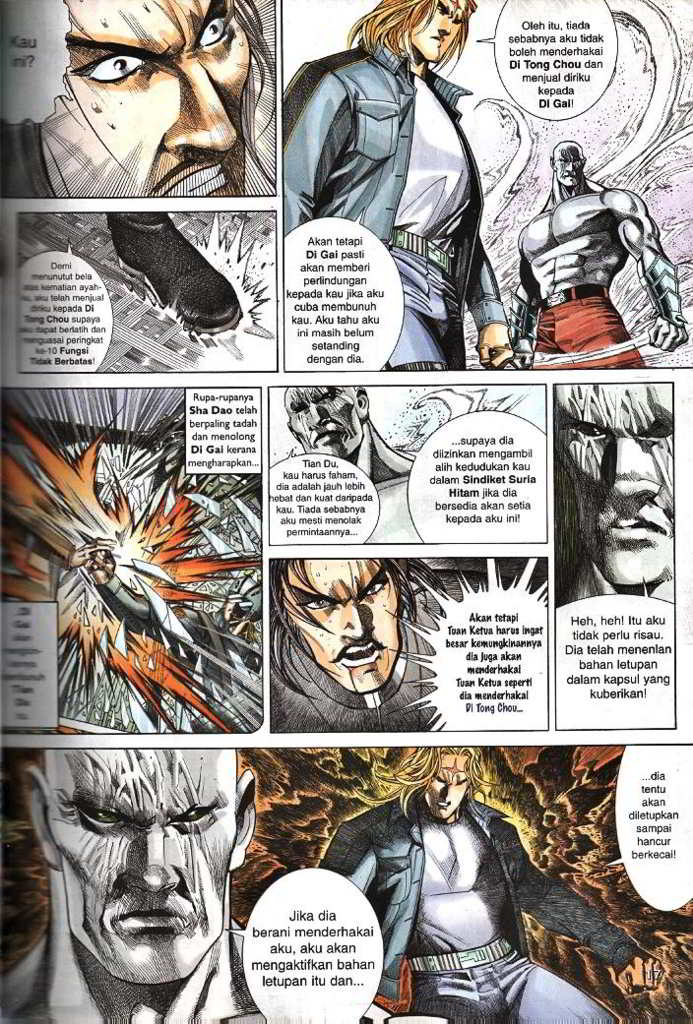 Kau
ini?
Oleh itu, tiada
sebabnya aku tidak
boleh menderhakai
Di Tong Chou dan
menjual diriku
kepada
Di Gai!
Akan tetapi
Di Gai pasti
akan memberi
perlindungan
kepada kau jika aku
cuba membunuh
kau. Aku tahu aku
ini masih belum
setanding
dengan dia.
Demi
menuntut bela
atas kematian ayah-
ku, aku telah menjual
diriku kepada Di
Tong Chou supaya
aku dapat berlatih dan
menguasai peringkat
ke-10 Fungsi
Tidak Berbatas!
Rupa-rupanya
Sha Dao telah
berpaling tadah
dan menolong
Di Gai kerana
mengharapkan...
Di
Gai
Tian
Du
Tian Du,
kau harus faham,
dia adalah jauh lebih
hebat dan kuat daripada
kau. Tiada sebabnya
aku mesti menolak
permintaannya...
...supaya dia
diizinkan mengambil
alih kedudukan kau
dalam Sindiket Suria
Hitam jika dia
bersedia akan setia
kepada aku ini!
Akan tetapi
Tuan Ketua harus ingat
besar kemungkinannya
dia juga akan
menderhakai
Tuan Ketua seperti
dia menderhakai
Di Tong Chou...
Heh, heh! Itu aku
tidak perlu risau.
Dia telah menenlan
bahan letupan
dalam kapsul yang
kuberikan!
Jika dia
berani menderhakai
aku, aku akan
mengaktifkan bahan
letupan itu dan...
...dia
tentu
akan
diletupkan
sampai
hancur
berkecai!
17